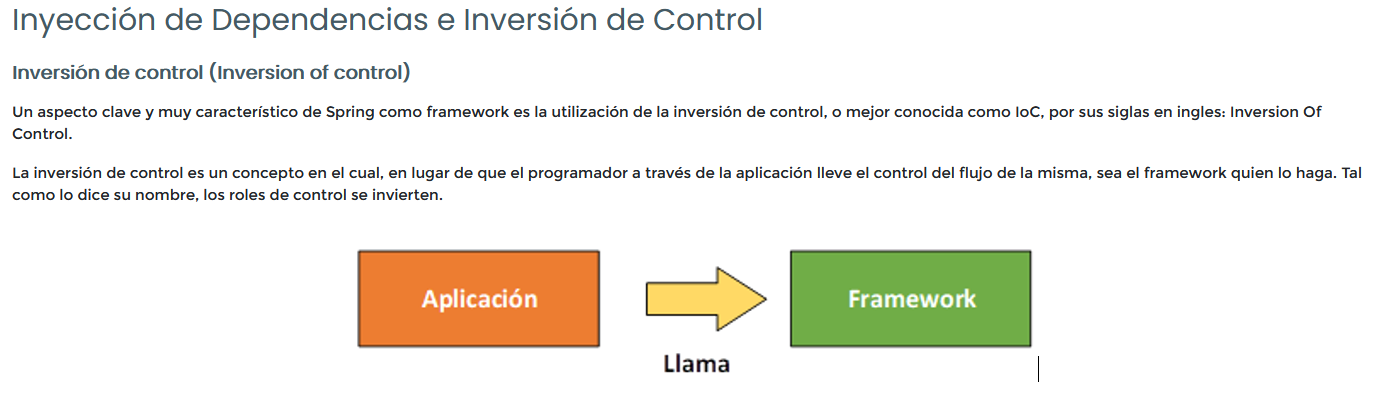 Inyección de Dependencias e Inversión de Control
Inversión de control (Inversion of control)
Un aspecto clave y muy característico de Spring como framework es la utilización de la inversión de control, o mejor conocida como IoC, por sus siglas en ingles: Inversion Of
Control.
La inversión de control es un concepto en el cual, en lugar de que el programador a través de la aplicación lleve el control del flujo de la misma, sea el framework quien lo haga. Tal
como lo dice su nombre, los roles de control se invierten.
Aplicación
Framework
Llama